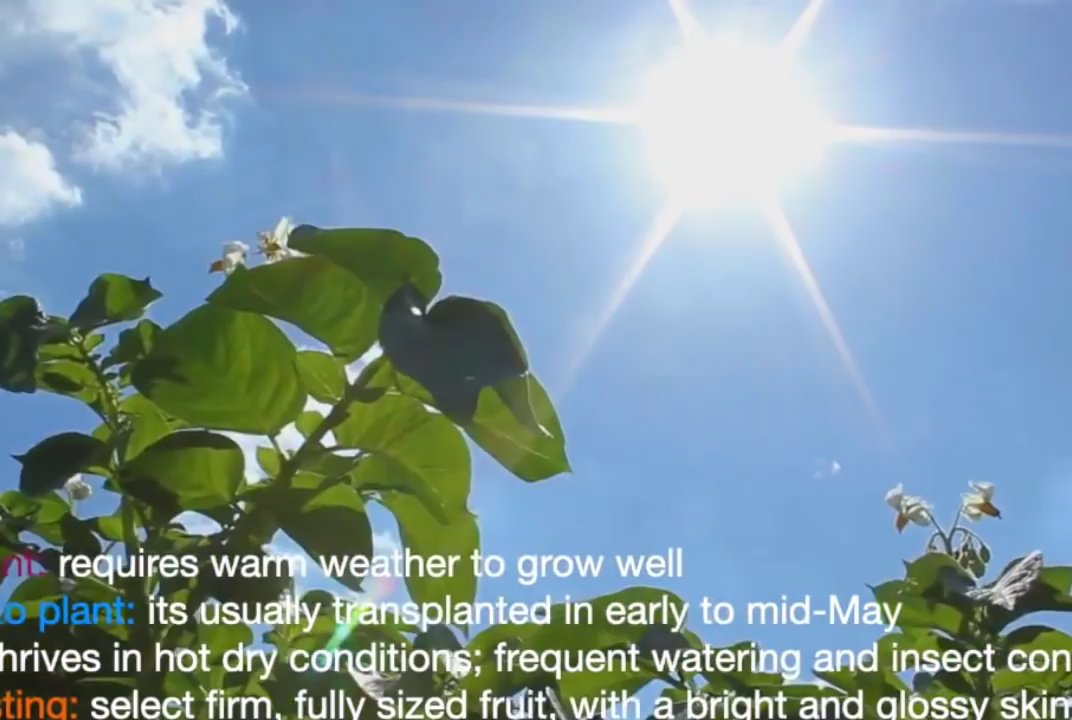 nt: requires warm weather to grow well
o plant: its usually transplanted in early to mid-May
hrives in hot dry conditions; frequent watering and insect con
sting: select firm, fully sized fruit, with a bright and glossy skin